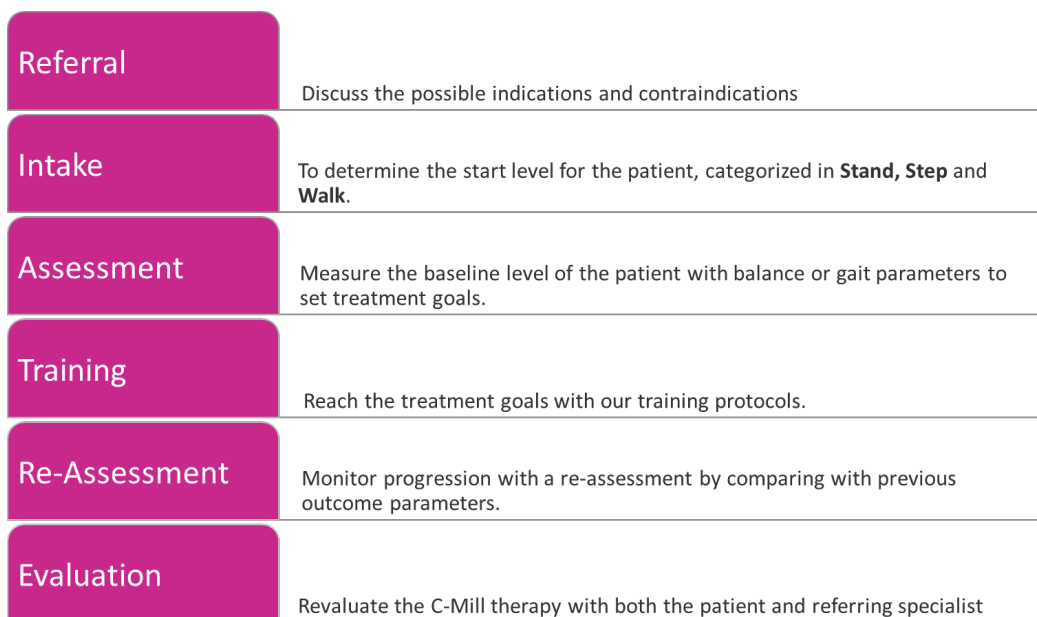 Referral
Discuss the possible indications and contraindications
Intake
To determine the start level for the patient, categorized in Stand, Step and
Walk.
Assessment
Measure the baseline level of the patient with balance or gait parameters to
set treatment goals.
Training
Reach the treatment goals with our training protocols.
Re-Assessment
Monitor progression with a re-assessment by comparing with previous
outcome parameters.
Evaluation
Revaluate the C-Mill therapy with both the patient and referring specialist